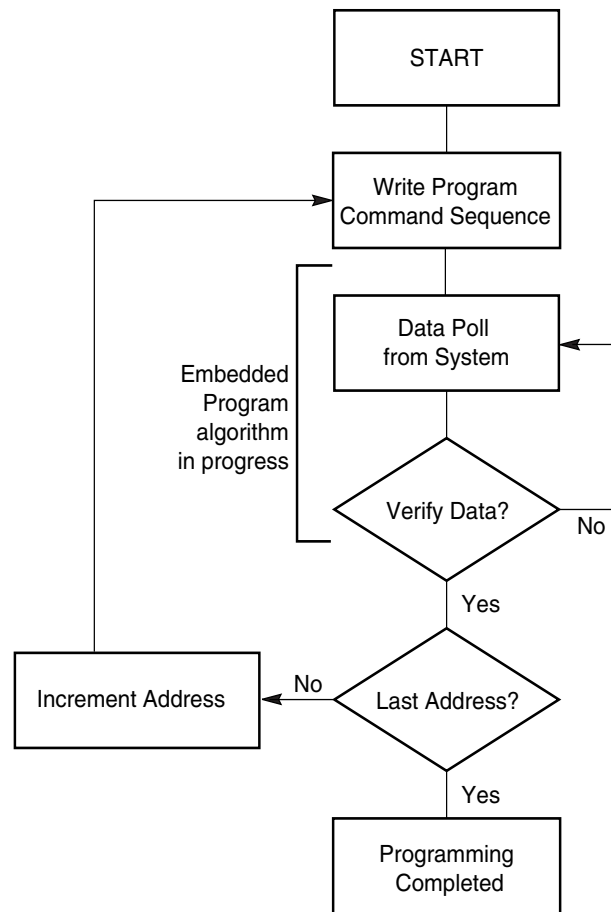 START
Write Program
Command Sequence
Data Poll
from System
Embedded
Program
algorithm
in progress
Verify Data?
No
Yes
Increment Address
No
Last Address?
Yes
Programming
Completed